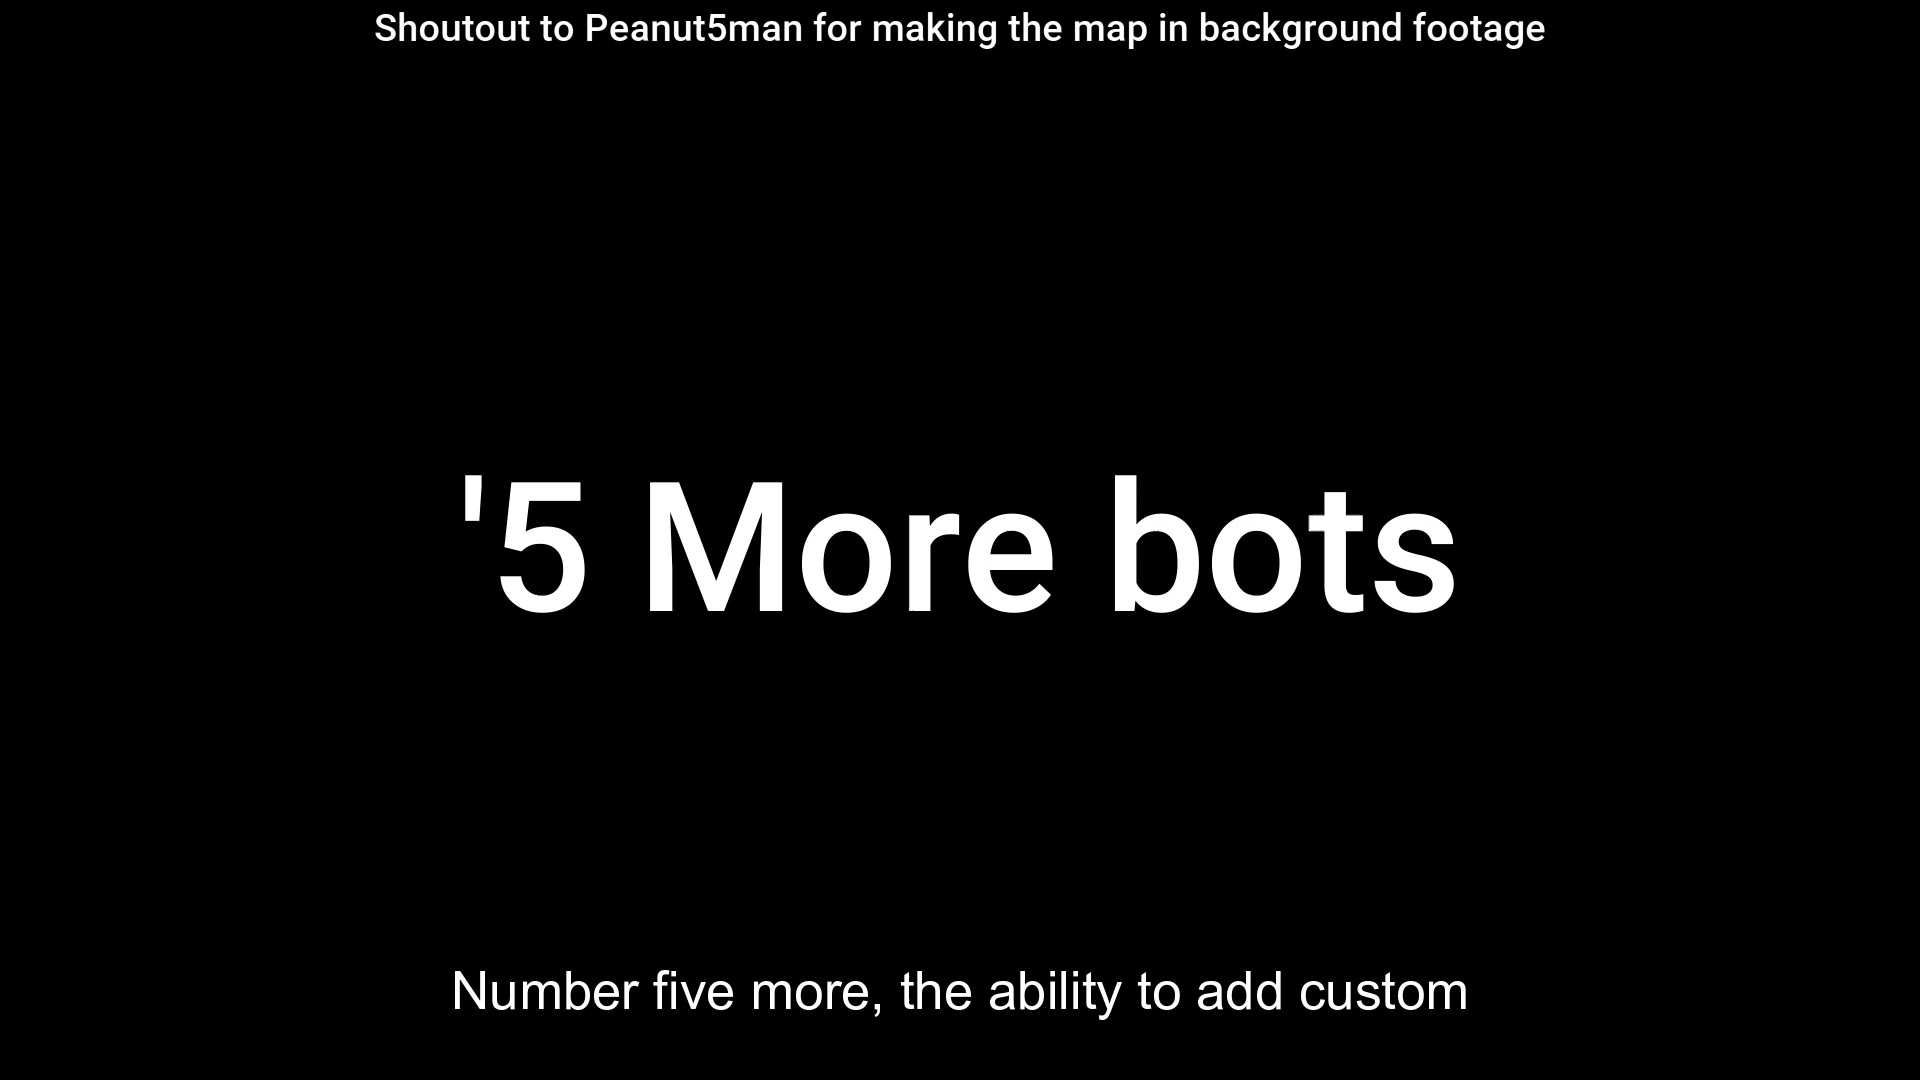 Shoutout to Peanut5man for making the map in background footage
'5 More bots
Number five more, the ability to add custom